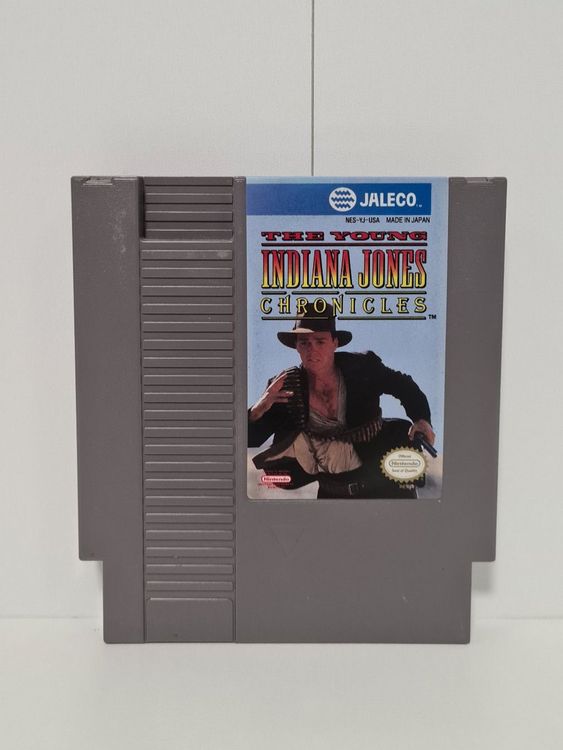 JALECO
NES-YJ-USA MADE IN JAPAN
THE YOUNG
INDIANA JONES
CHRONICLES ™
Official
Nintendo
Seal of Quality
Nintendo